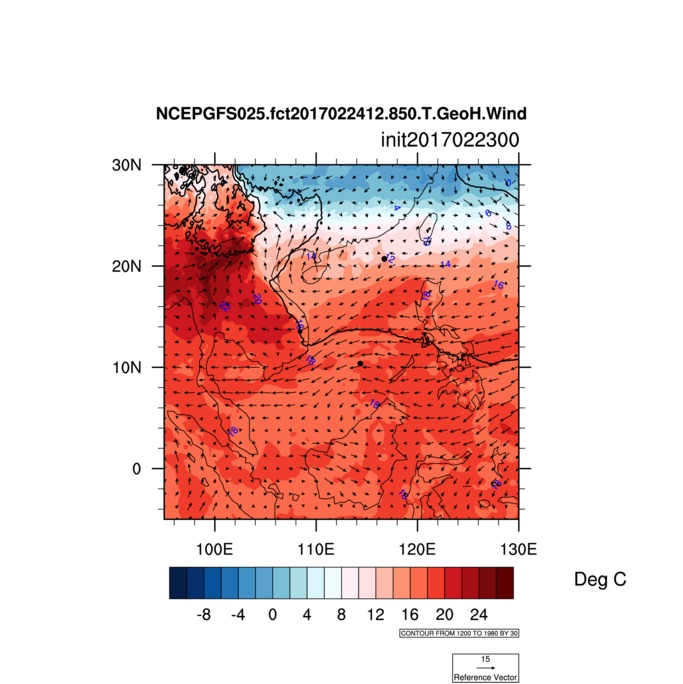 NCEPGFS025.fct2017022412.850.T.GeoH.Wind
init2017022300
30N
20N
10N
0
100E 110E 120E 130E
-8 -4 0 4 8 12 16 20 24
Deg C
CONTOUR FROM 1200 TO 1980 BY 30
15
Reference Vector